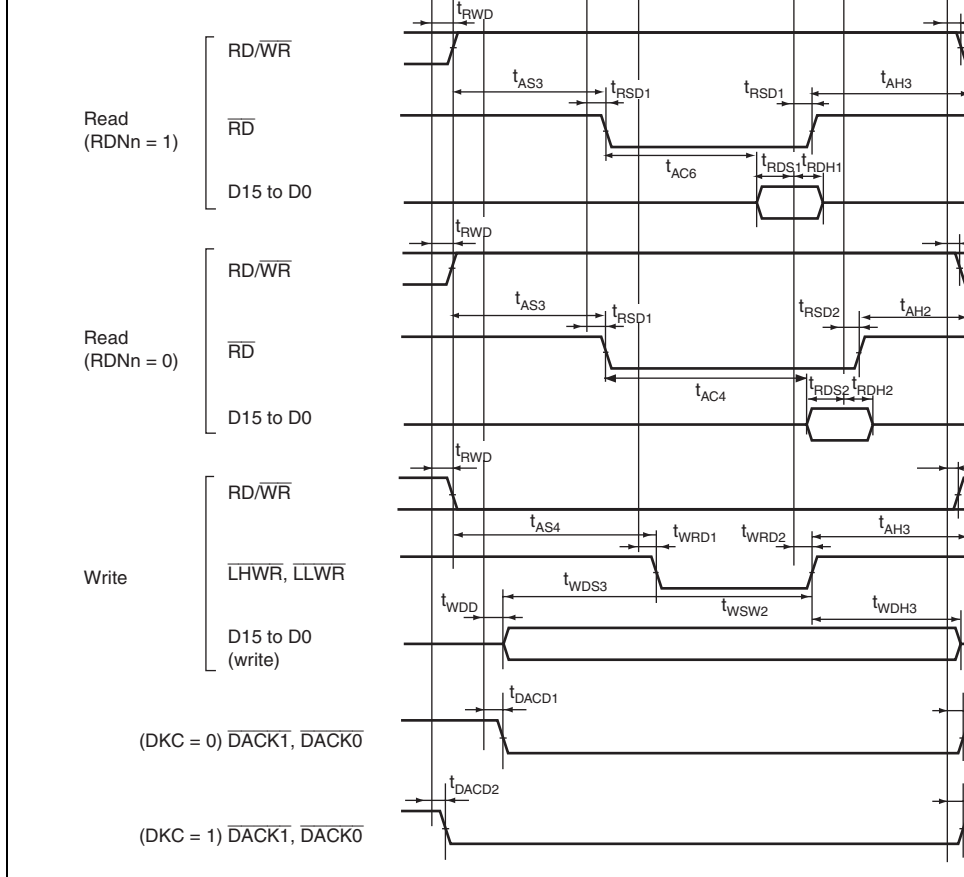 tRWD
RD/WR
tAS3
tRSD1
tRSD1
tAH3
Read
(RDNn = 1)
RD
tAC6
tRDS1
tRDH1
D15 to D0
tRWD
RD/WR
tAS3
tRSD1
tRSD2
tAH2
Read
(RDNn = 0)
RD
tAC4
tRDS2
tRDH2
D15 to D0
tRWD
RD/WR
tAS4
tWRD1
tWRD2
tAH3
Write
LHWR, LLWR
tWDS3
tWDD
tWSW2
tWDH3
D15 to D0
(write)
tDACD1
(DKC = 0) DACK1, DACK0
tDACD2
(DKC = 1) DACK1, DACK0